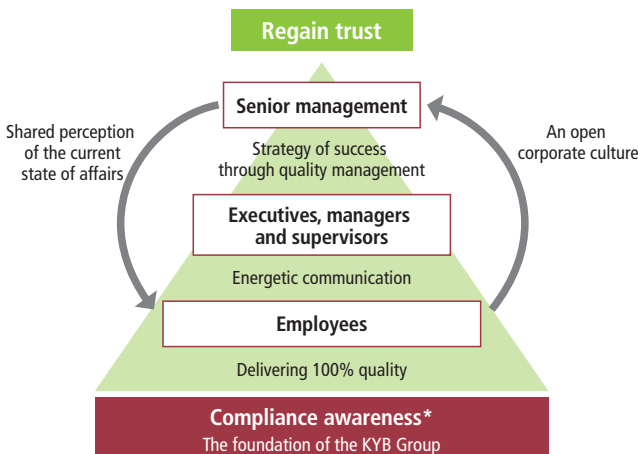 Regain trust
Senior management
Shared perception
of the current
state of affairs
An open
corporate culture
Strategy of success
through quality management
Executives, managers
and supervisors
Energetic communication
Employees
Delivering 100% quality
Compliance awareness*
The foundation of the KYB Group